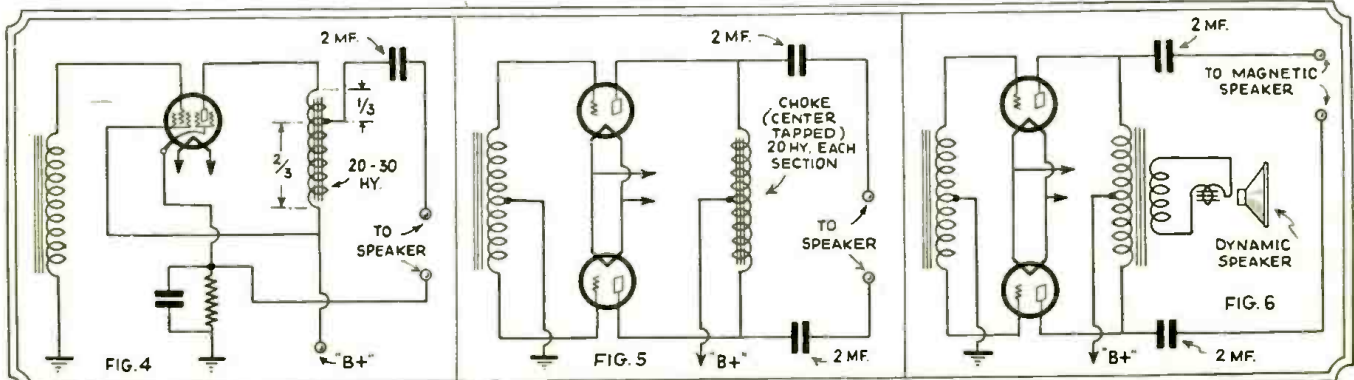 2 MF.
1/3
2/3
20-30
HY.
TO
SPEAKER
"B+"
FIG. 4
2 MF.
CHOKE
(CENTER
TAPPED)
20 HY. EACH
SECTION
TO
SPEAKER
2 MF.
"B+"
FIG. 5
2 MF.
TO MAGNETIC
SPEAKER
DYNAMIC
SPEAKER
FIG. 6
2 MF.
"B+"